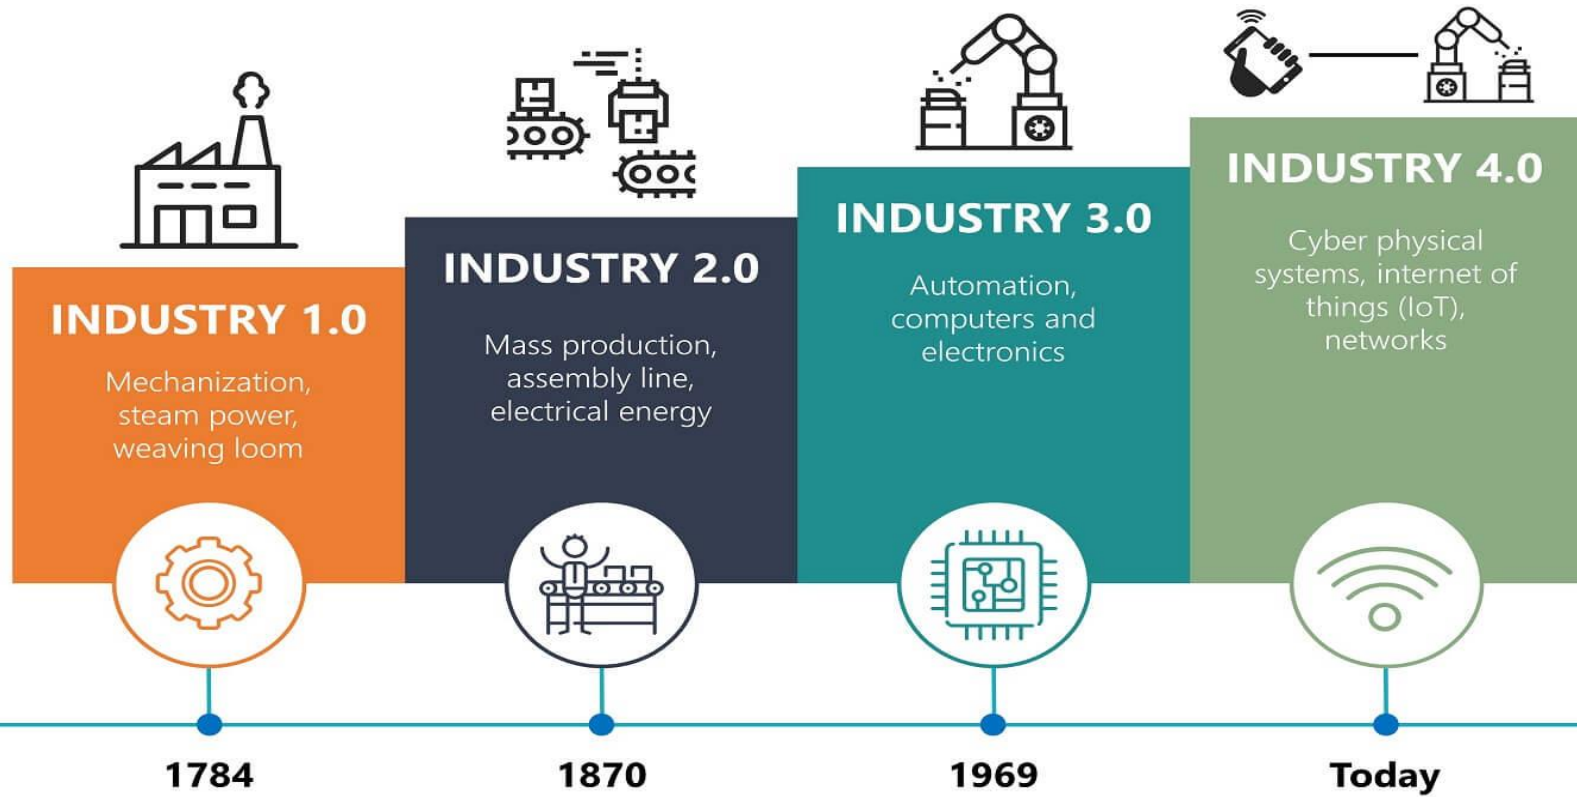 INDUSTRY 1.0
Mechanization,
steam power,
weaving loom
1784
INDUSTRY 2.0
Mass production,
assembly line,
electrical energy
1870
INDUSTRY 3.0
Automation,
computers and
electronics
1969
INDUSTRY 4.0
Cyber physical
systems, internet of
things (IoT),
networks
Today